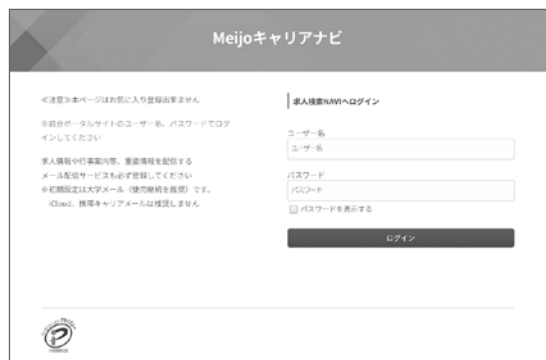 Meijoキャリアナビ
≪注意≫本ページはお気に入り登録出来ません
※統合ポータルサイトのユーザー名、パスワードでログ
インしてください
求人情報や行事案内等、重要情報を配信する
メール配信サービスも必ず登録してください
※初期設定は大学メール（使用継続を推奨）です。
iCloud、携帯キャリアメールは推奨しません
求人検索NAVIへログイン
ユーザー名
ユーザー名
パスワード
パスワード
パスワードを表示する
ログイン